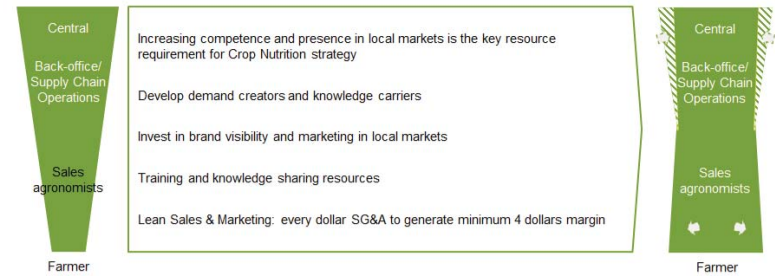 Central
Back-office/
Supply Chain
Operations
Sales
agronomists
Farmer
Increasing competence and presence in local markets is the key resource
requirement for Crop Nutrition strategy
Develop demand creators and knowledge carriers
Invest in brand visibility and marketing in local markets
Training and knowledge sharing resources
Lean Sales & Marketing: every dollar SG&A to generate minimum 4 dollars margin
Central
Back-office/
Supply Chain
Operations
Sales
agronomists
Farmer